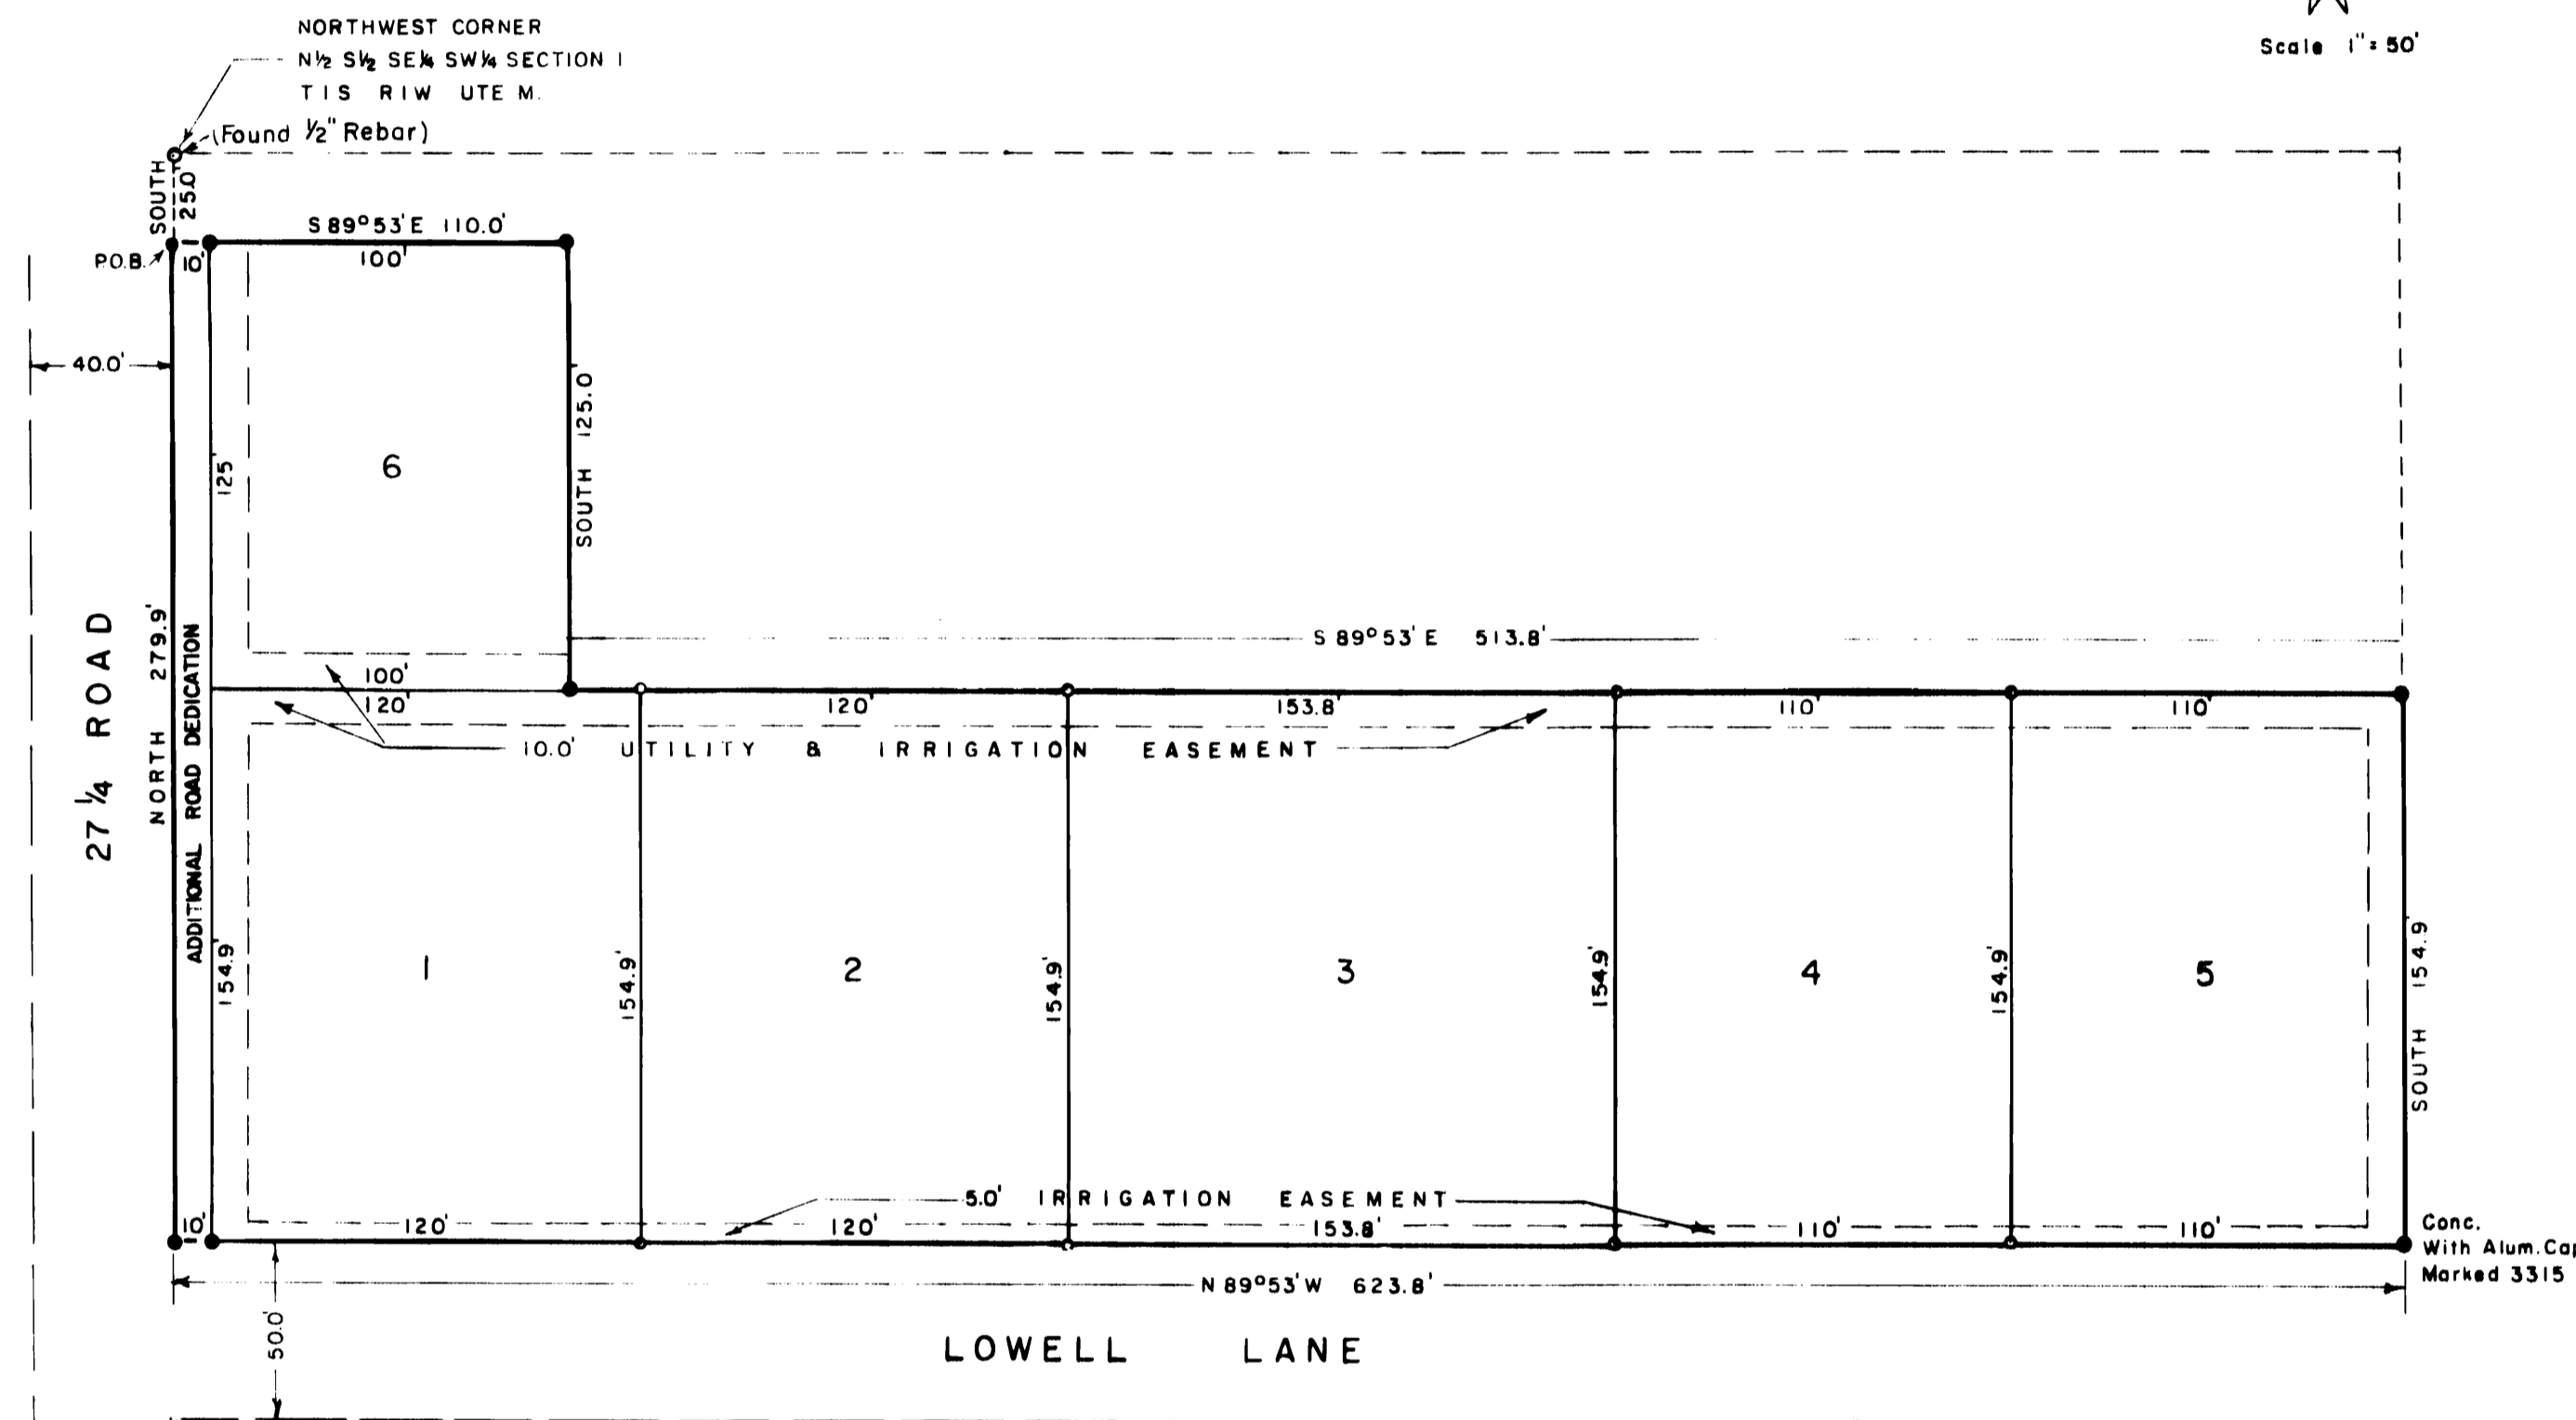 NORTHWEST CORNER
N½ S½ SE¼ SW¼ SECTION 1
T1S R1W UTE M.
(Found ½" Rebar)
Scale 1"=50'
SOUTH
25.0'
S 89°53' E 110.0'
P.O.B.
10'
100'
40.0'
125'
6
SOUTH 125.0'
27 ¼ ROAD
NORTH 279.9'
ADDITIONAL ROAD DEDICATION
S 89°53' E 513.8'
100'
120'
120'
153.8'
110'
110'
10.0' UTILITY & IRRIGATION EASEMENT
154.9'
1
154.9'
2
154.9'
3
154.9'
4
154.9'
5
SOUTH 154.9'
5.0' IRRIGATION EASEMENT
10'
120'
120'
153.8'
110'
110'
Conc.
With Alum. Cap
Marked 3315
N 89°53' W 623.8'
50.0'
LOWELL LANE